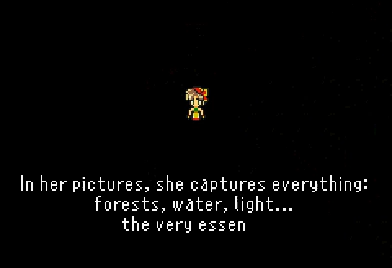 In her pictures, she captures everything:
forests, water, light...
the very essen